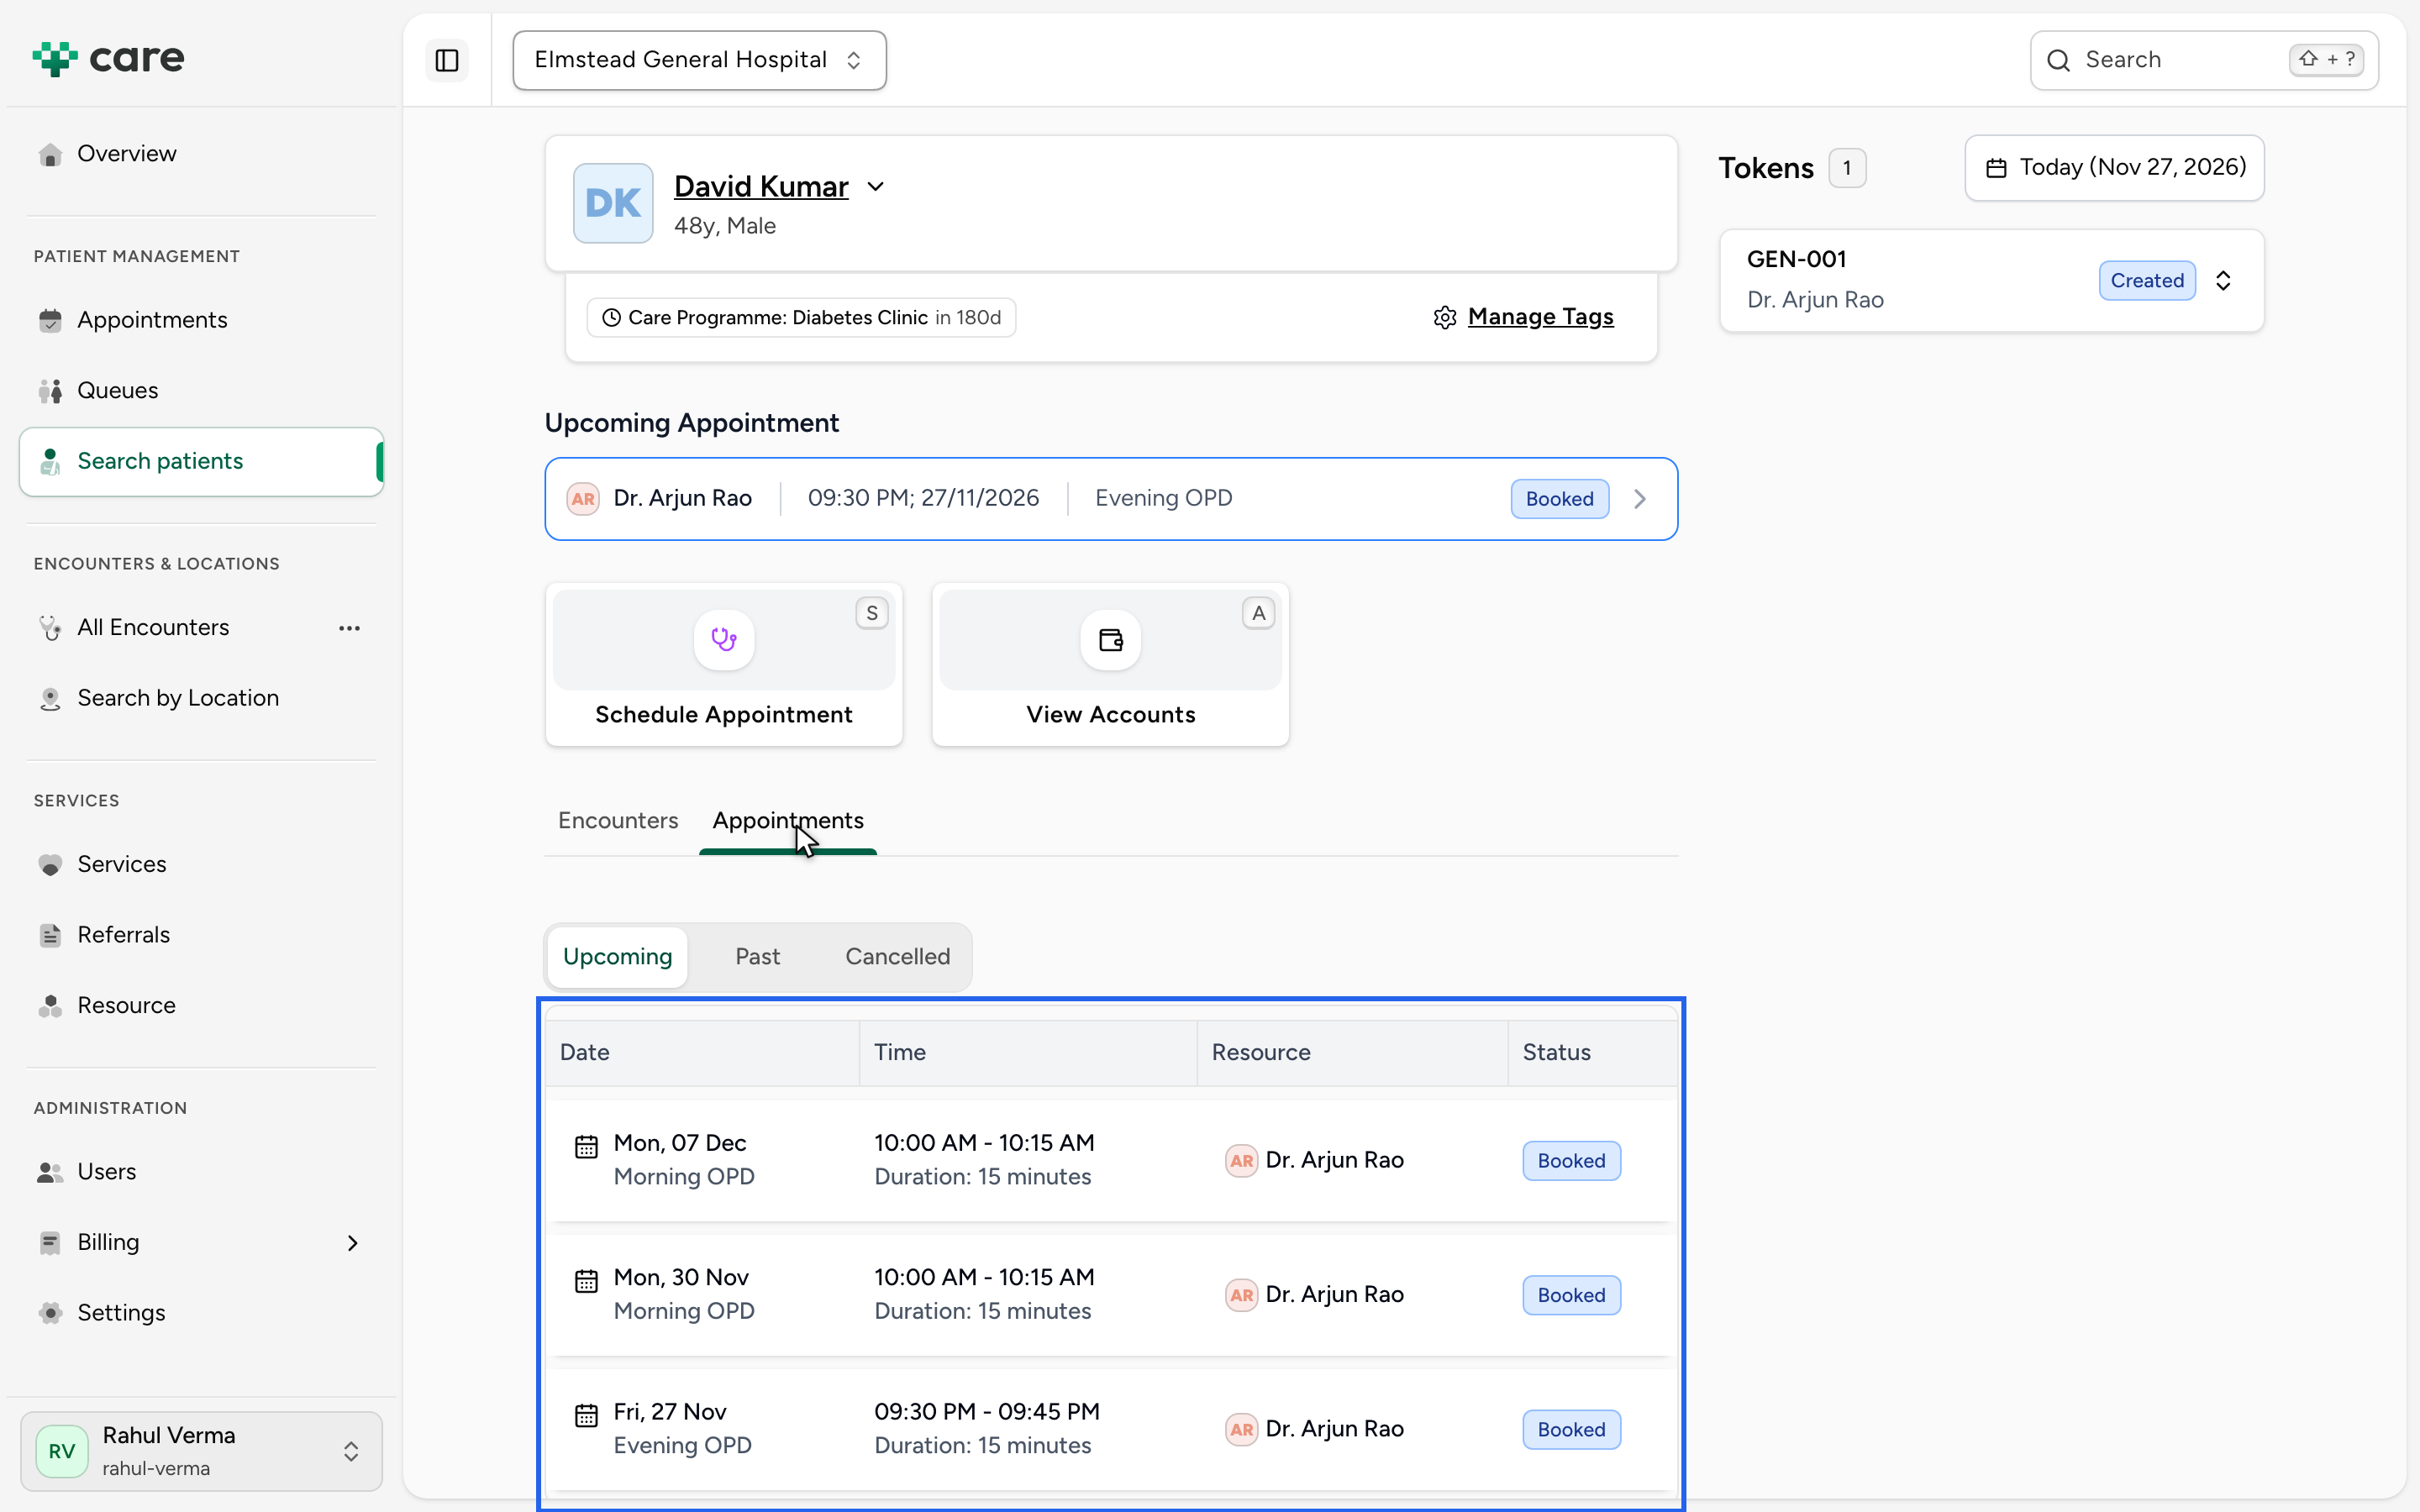 care
Overview
PATIENT MANAGEMENT
Appointments
Queues
Search patients
ENCOUNTERS & LOCATIONS
All Encounters
Search by Location
SERVICES
Services
Referrals
Resource
ADMINISTRATION
Users
Billing
Settings
RV
Rahul Verma
rahul-verma
Elmstead General Hospital
Search
+ ?
DK
David Kumar
48y, Male
Care Programme: Diabetes Clinic in 180d
Manage Tags
Upcoming Appointment
AR Dr. Arjun Rao 09:30 PM; 27/11/2026 Evening OPD Booked
S
Schedule Appointment
A
View Accounts
Encounters Appointments
Upcoming Past Cancelled
Date Time Resource Status
Mon, 07 Dec 10:00 AM - 10:15 AM
Morning OPD Duration: 15 minutes
AR Dr. Arjun Rao Booked
Mon, 30 Nov 10:00 AM - 10:15 AM
Morning OPD Duration: 15 minutes
AR Dr. Arjun Rao Booked
Fri, 27 Nov 09:30 PM - 09:45 PM
Evening OPD Duration: 15 minutes
AR Dr. Arjun Rao Booked
Tokens 1
Today (Nov 27, 2026)
GEN-001
Dr. Arjun Rao
Created